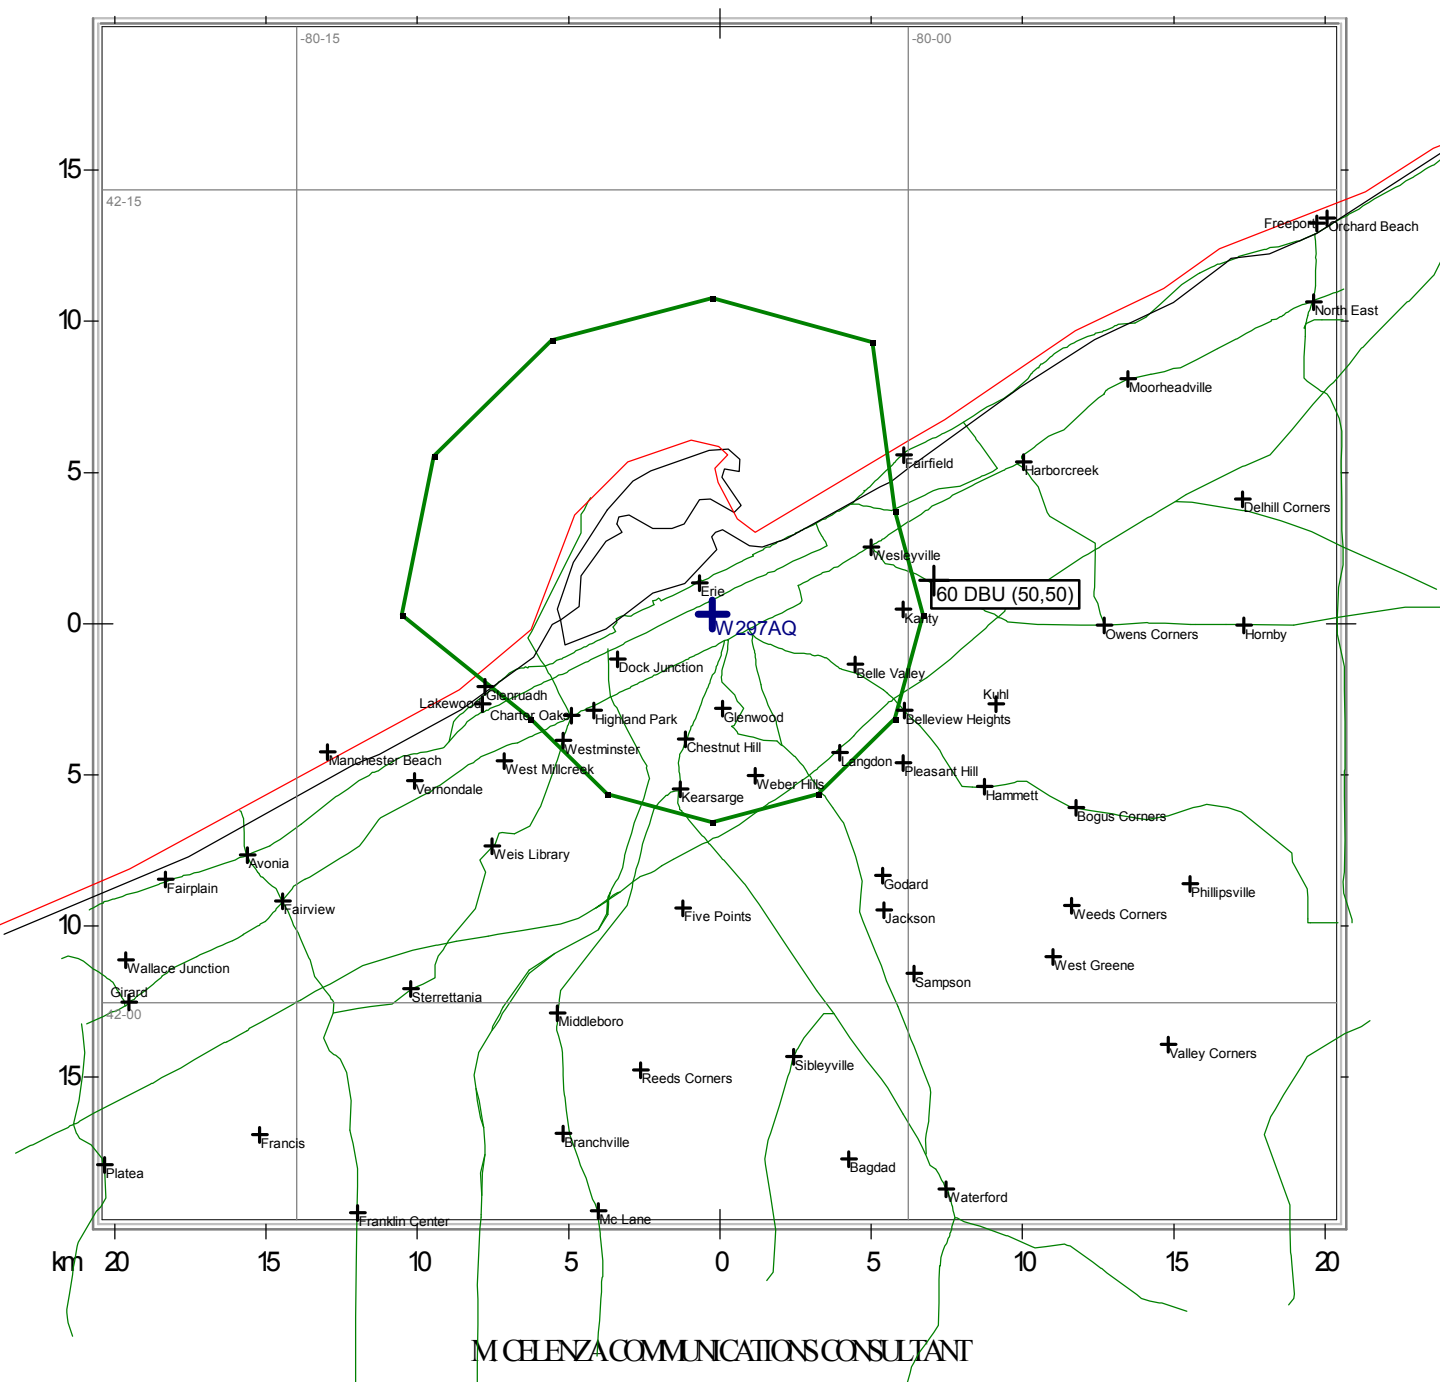 -80-15
-80-00
15
42-15
Freeport
Orchard Beach
10
North East
Moorheadville
5
Fairfield
Harborcreek
Delhill Corners
Wesleyville
Erie
60 DBU (50,50)
Kanty
0
W297AQ
Owens Corners
Hornby
Dock Junction
Belle Valley
Glenruadh
Kuhl
Lakewood
Charter Oaks
Highland Park
Glenwood
Belleview Heights
Westminster
Chestnut Hill
Manchester Beach
West Millcreek
Langdon
Pleasant Hill
5
Vernondale
Kearsarge
Weber Hills
Hammett
Bogus Corners
Weis Library
Avonia
Fairplain
Godard
Phillipsville
Fairview
Five Points
Jackson
Weeds Corners
10
Wallace Junction
West Greene
Girard
Sterrettania
Sampson
42-00
Middleboro
Valley Corners
Sibleyville
15
Reeds Corners
Francis
Branchville
Platea
Bagdad
Waterford
Franklin Center
Mc Lane
km 20 15 10 5 0 5 10 15 20
M. CELENZA COMMUNICATIONS CONSULTANT